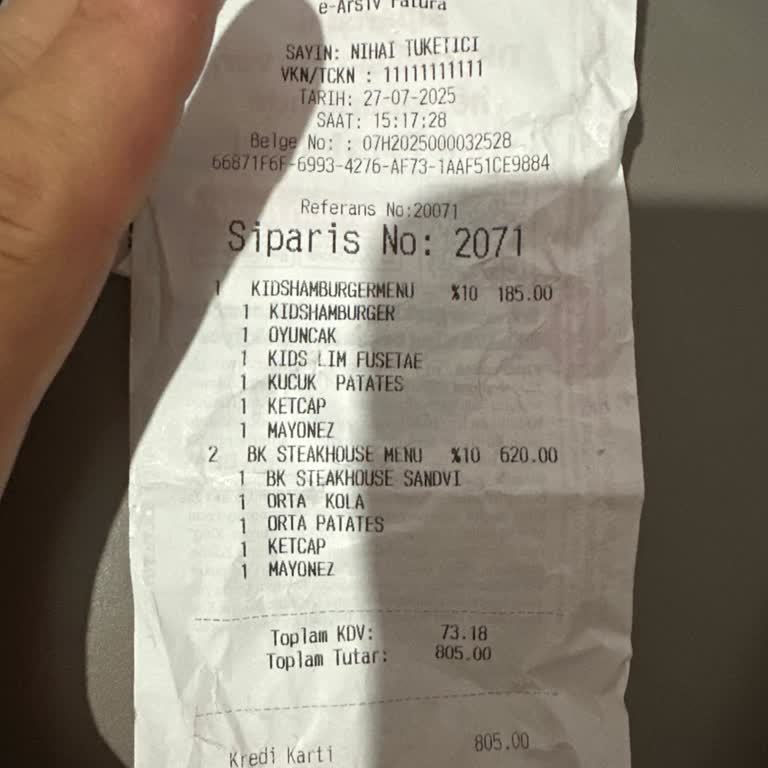 e-Arsiv Fatura
SAYIN: NIHAI TUKETICI
VKN/TCKN : 11111111111
TARIH: 27-07-2025
SAAT: 15:17:28
Belge No: : 07H2025000032528
66871F6F-6993-4276-AF73-1AAF51CE9884
Referans No:20071
Siparis No: 2071
1 KIDSHAMBURGERMENU %10 185.00
1 KIDSHAMBURGER
1 OYUNCAK
1 KIDS LIM FUSETAE
1 KUCUK PATATES
1 KETCAP
1 MAYONEZ
2 BK STEAKHOUSE MENU %10 620.00
1 BK STEAKHOUSE SANDVI
1 ORTA KOLA
1 ORTA PATATES
1 KETCAP
1 MAYONEZ
Toplam KDV: 73.18
Toplam Tutar: 805.00
Kredi Karti 805.00